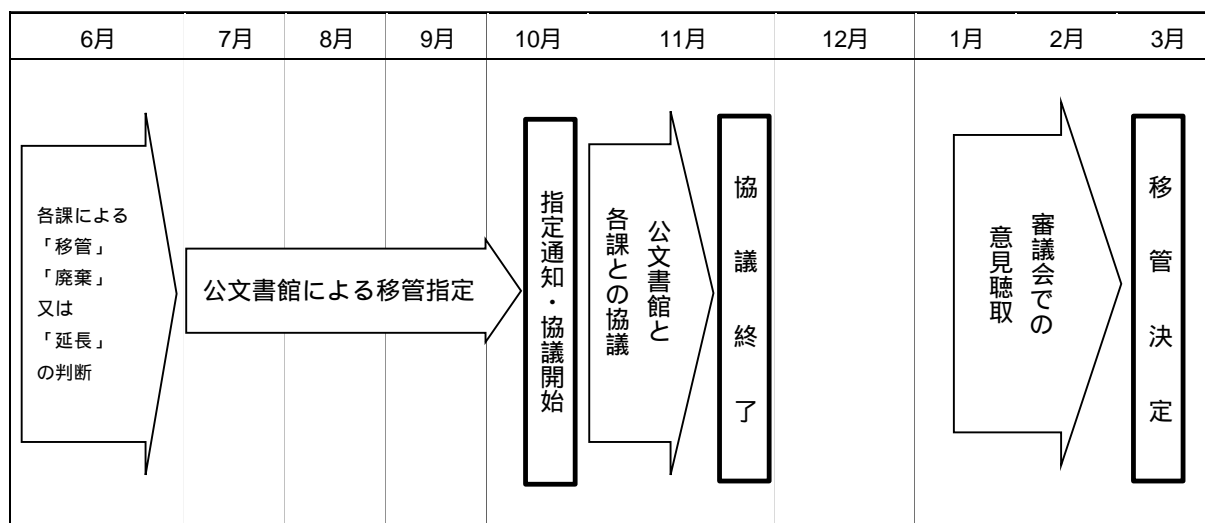 6月 7月 8月 9月 10月 11月 12月 1月 2月 3月
各課による
「移管」
「廃棄」
又は
「延長」
の判断
公文書館による移管指定
指定通知・協議開始
公文書館と
各課との協議
協議終了
審議会での
意見聴取
移管決定